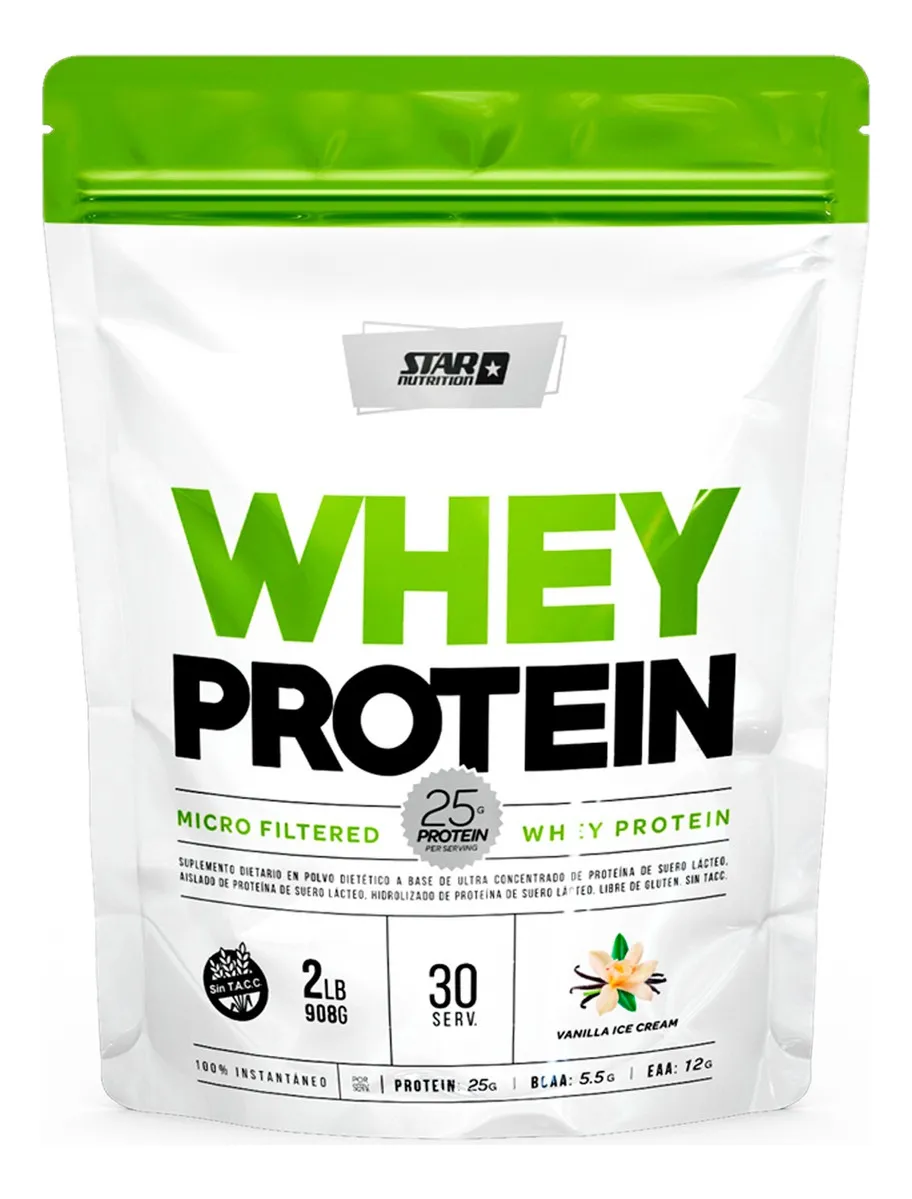 STAR
NUTRITION
WHEY
PROTEIN
MICRO FILTERED
25G
PROTEIN
PER SERVING
WHEY PROTEIN
SUPLEMENTO DIETARIO EN POLVO DIETÉTICO A BASE DE ULTRA CONCENTRADO DE PROTEÍNA DE SUERO LÁCTEO,
AISLADO DE PROTEÍNA DE SUERO LÁCTEO, HIDROLIZADO DE PROTEÍNA DE SUERO LÁCTEO. LIBRE DE GLUTEN. SIN TACC.
Sin T.A.C.C.
2LB
908G
30
SERV.
VANILLA ICE CREAM
100% INSTANTÁNEO
POR
SERV.
PROTEIN: 25G
BCAA: 5.5G
EAA: 12G